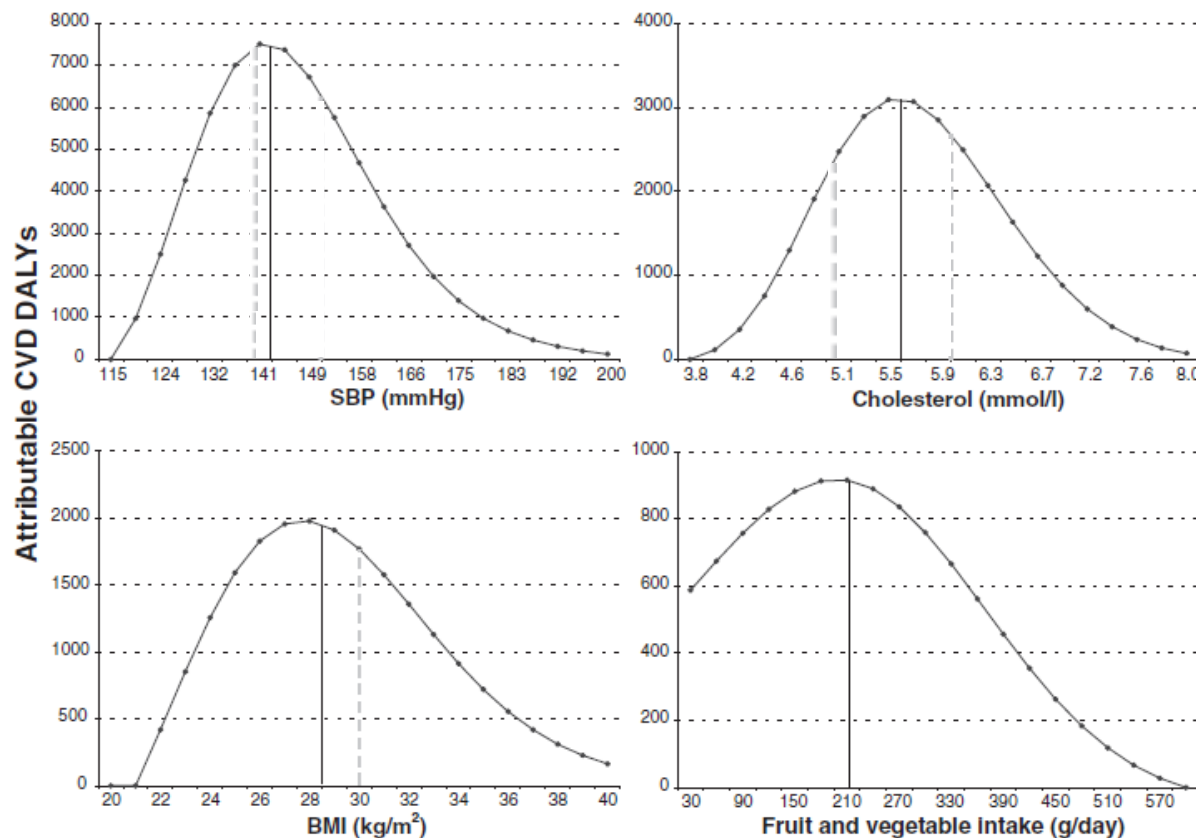 Attributable CVD DALYs
8000
7000
6000
5000
4000
3000
2000
1000
0
115 124 132 141 149 158 166 175 183 192 200
SBP (mmHg)
4000
3000
2000
1000
0
3.8 4.2 4.6 5.1 5.5 5.9 6.3 6.7 7.2 7.6 8.0
Cholesterol (mmol/l)
2500
2000
1500
1000
500
0
20 22 24 26 28 30 32 34 36 38 40
BMI (kg/m²)
1000
800
600
400
200
0
30 90 150 210 270 330 390 450 510 570
Fruit and vegetable intake (g/day)